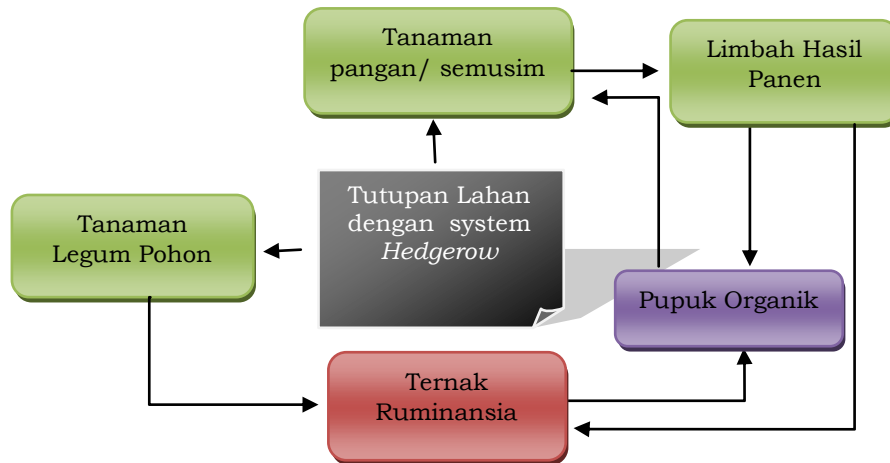 Tanaman
pangan/ semusim
Limbah Hasil
Panen
Tutupan Lahan
dengan system
Hedgerow
Tanaman
Legum Pohon
Pupuk Organik
Ternak
Ruminansia